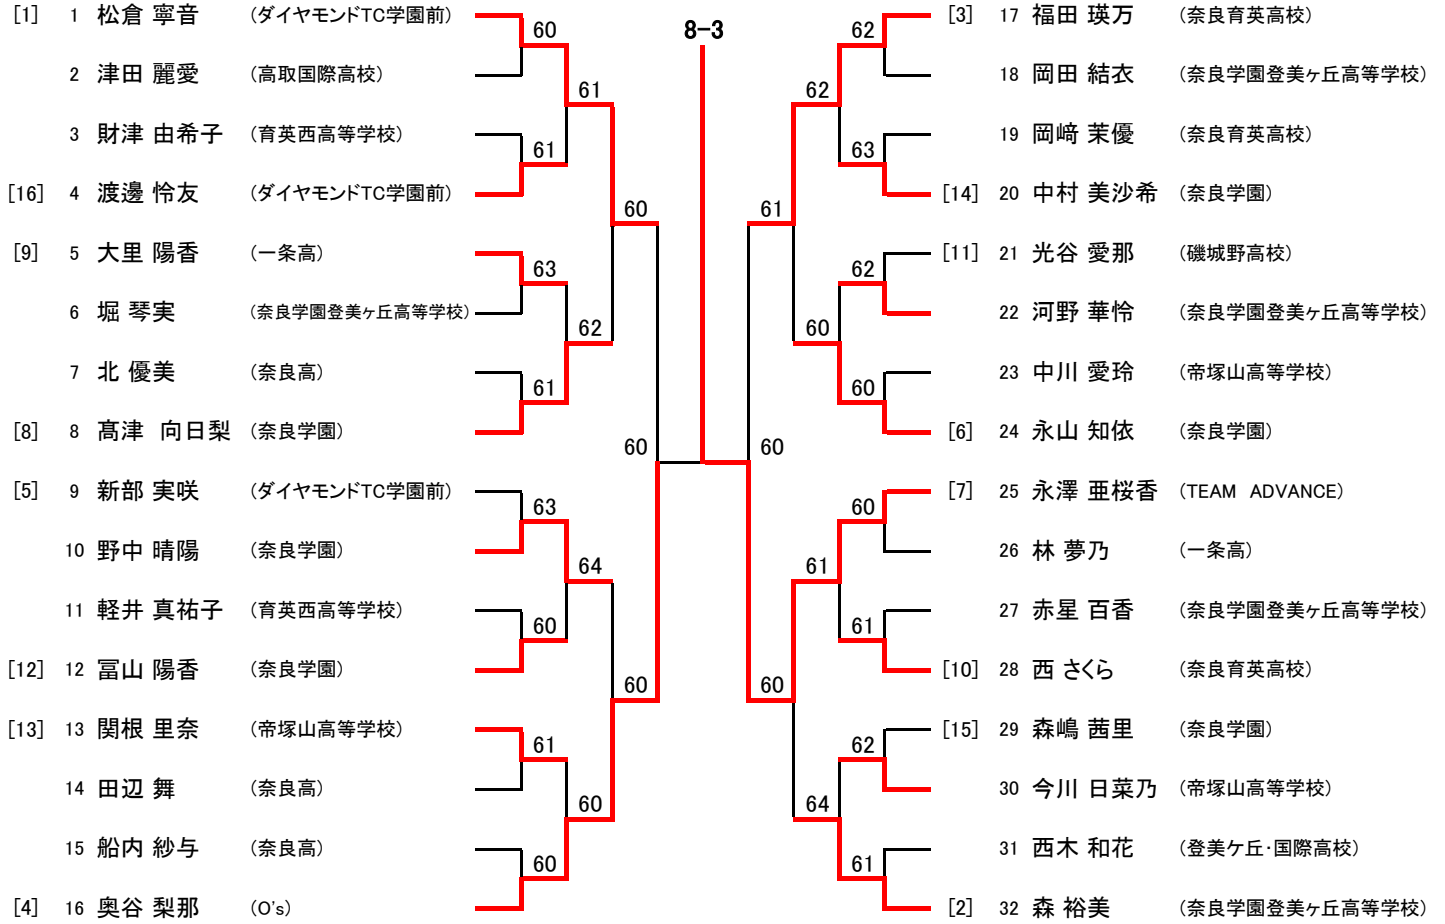 [1] 1 松倉 寧音 (ダイヤモンドTC学園前)
2 津田 麗愛 (高取国際高校)
3 財津 由希子 (育英西高等学校)
[16] 4 渡邊 怜友 (ダイヤモンドTC学園前)
[9] 5 大里 陽香 (一条高)
6 堀 琴実 (奈良学園登美ヶ丘高等学校)
7 北 優美 (奈良高)
[8] 8 髙津 向日梨 (奈良学園)
[5] 9 新部 実咲 (ダイヤモンドTC学園前)
10 野中 晴陽 (奈良学園)
11 軽井 真祐子 (育英西高等学校)
[12] 12 冨山 陽香 (奈良学園)
[13] 13 関根 里奈 (帝塚山高等学校)
14 田辺 舞 (奈良高)
15 船内 紗与 (奈良高)
[4] 16 奥谷 梨那 (O's)
60
61
63
61
63
60
61
60
61
62
64
60
60
60
60
8-3
60
61
60
62
60
61
64
62
63
62
60
60
61
62
61
[3] 17 福田 瑛万 (奈良育英高校)
18 岡田 結衣 (奈良学園登美ヶ丘高等学校)
19 岡﨑 茉優 (奈良育英高校)
[14] 20 中村 美沙希 (奈良学園)
[11] 21 光谷 愛那 (磯城野高校)
22 河野 華怜 (奈良学園登美ヶ丘高等学校)
23 中川 愛玲 (帝塚山高等学校)
[6] 24 永山 知依 (奈良学園)
[7] 25 永澤 亜桜香 (TEAM ADVANCE)
26 林 夢乃 (一条高)
27 赤星 百香 (奈良学園登美ヶ丘高等学校)
[10] 28 西 さくら (奈良育英高校)
[15] 29 森嶋 茜里 (奈良学園)
30 今川 日菜乃 (帝塚山高等学校)
31 西木 和花 (登美ケ丘・国際高校)
[2] 32 森 裕美 (奈良学園登美ヶ丘高等学校)